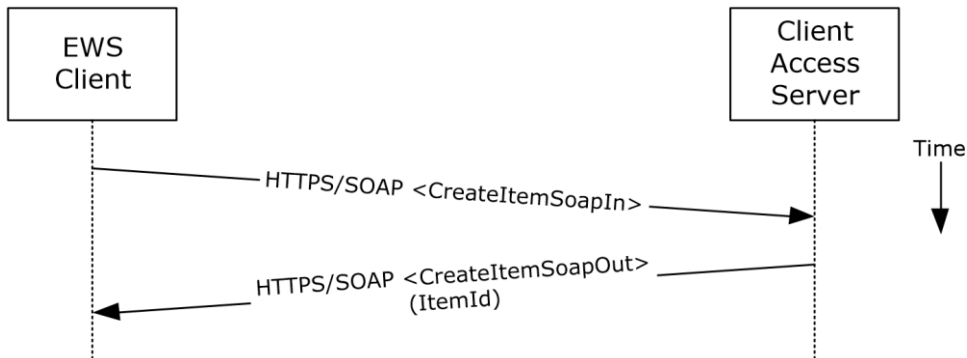 EWS
Client
Client
Access
Server
Time
HTTPS/SOAP <CreateItemSoapIn>
HTTPS/SOAP <CreateItemSoapOut>
(ItemId)